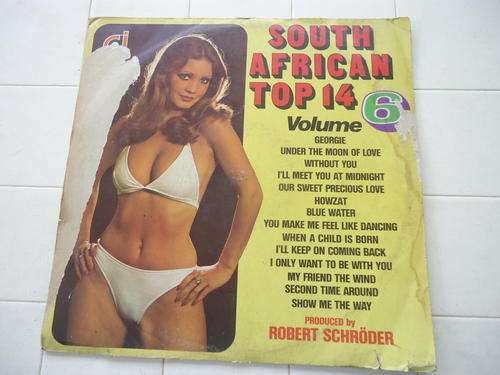 SOUTH
AFRICAN
TOP 14
Volume 6
GEORGIE
UNDER THE MOON OF LOVE
WITHOUT YOU
I'LL MEET YOU AT MIDNIGHT
OUR SWEET PRECIOUS LOVE
HOWZAT
BLUE WATER
YOU MAKE ME FEEL LIKE DANCING
WHEN A CHILD IS BORN
I'LL KEEP ON COMING BACK
I ONLY WANT TO BE WITH YOU
MY FRIEND THE WIND
SECOND TIME AROUND
SHOW ME THE WAY
PRODUCED by
ROBERT SCHRÖDER